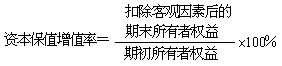 扣除客观因素后的
期末所有者权益
资本保值增值率=
×100%
期初所有者权益